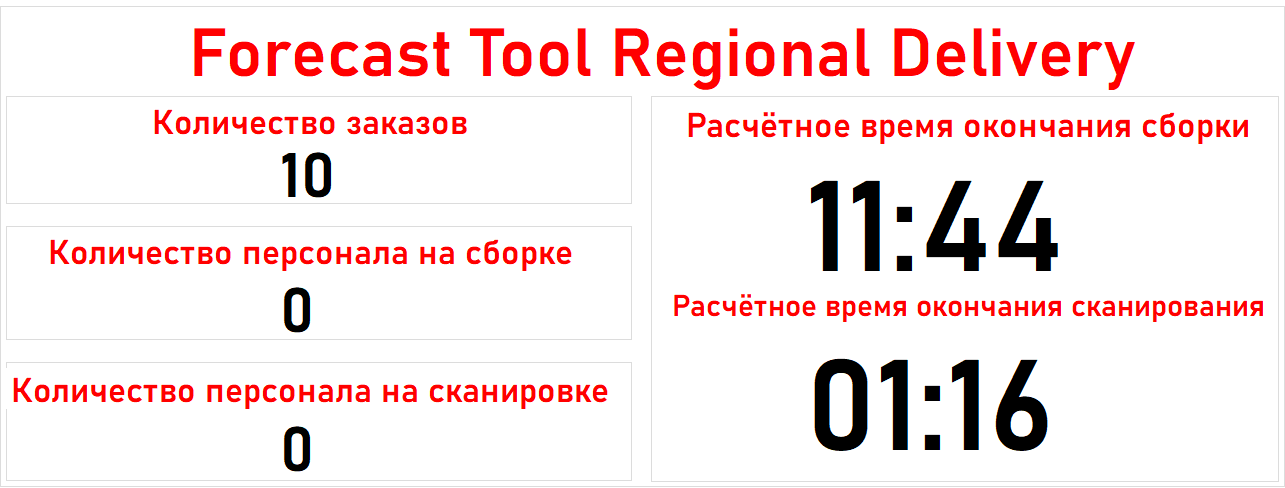 Forecast Tool Regional Delivery
Количество заказов
10
Количество персонала на сборке
0
Количество персонала на сканировке
0
Расчётное время окончания сборки
11:44
Расчётное время окончания сканирования
01:16